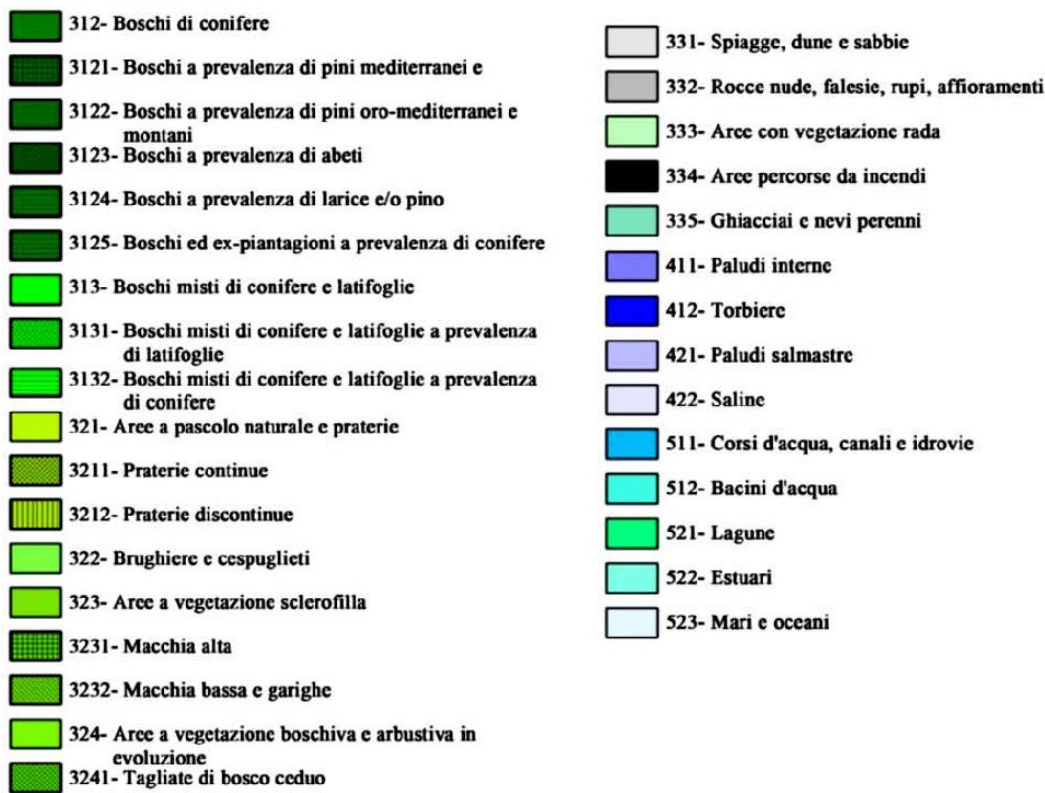 312- Boschi di conifere
3121- Boschi a prevalenza di pini mediterranei e
3122- Boschi a prevalenza di pini oro-mediterranei e
montani
3123- Boschi a prevalenza di abeti
3124- Boschi a prevalenza di larice e/o pino
3125- Boschi ed ex-piantagioni a prevalenza di conifere
313- Boschi misti di conifere e latifoglie
3131- Boschi misti di conifere e latifoglie a prevalenza
di latifoglie
3132- Boschi misti di conifere e latifoglie a prevalenza
di conifere
321- Aree a pascolo naturale e praterie
3211- Praterie continue
3212- Praterie discontinue
322- Brughiere e cespuglieti
323- Aree a vegetazione sclerofilla
3231- Macchia alta
3232- Macchia bassa e garighe
324- Aree a vegetazione boschiva e arbustiva in
evoluzione
3241- Tagliate di bosco ceduo
331- Spiagge, dune e sabbie
332- Rocce nude, falesie, rupi, affioramenti
333- Aree con vegetazione rada
334- Aree percorse da incendi
335- Ghiacciai e nevi perenni
411- Paludi interne
412- Torbiere
421- Paludi salmastre
422- Saline
511- Corsi d'acqua, canali e idrovie
512- Bacini d'acqua
521- Lagune
522- Estuari
523- Mari e oceani